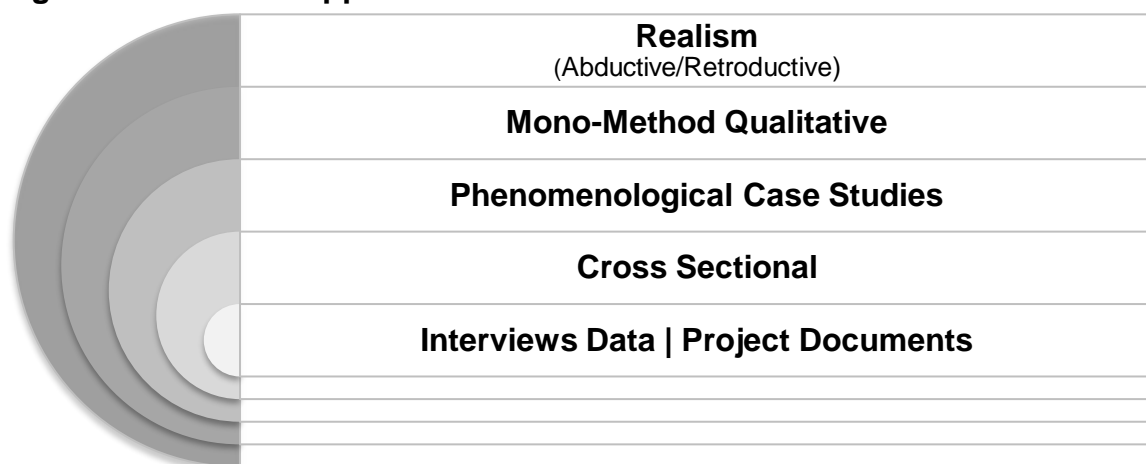 Realism
(Abductive/Retroductive)
Mono-Method Qualitative
Phenomenological Case Studies
Cross Sectional
Interviews Data | Project Documents